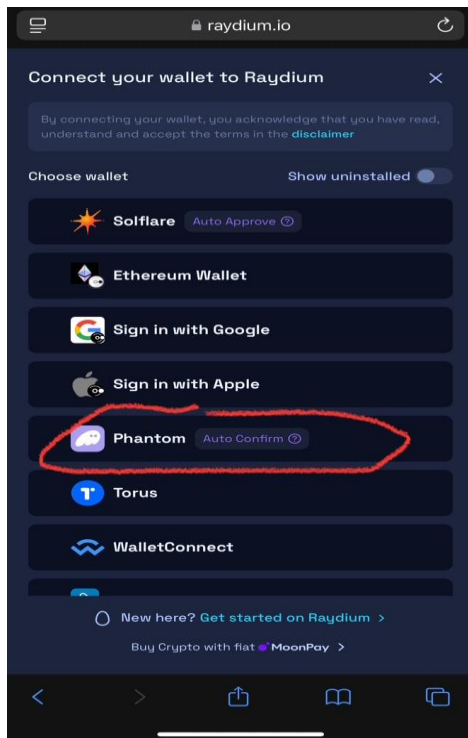 raydium.io
Connect your wallet to Raydium
By connecting your wallet, you acknowledge that you have read,
understand and accept the terms in the disclaimer
Choose wallet Show uninstalled
Solflare Auto Approve ?
Ethereum Wallet
Sign in with Google
Sign in with Apple
Phantom Auto Confirm ?
Torus
WalletConnect
New here? Get started on Raydium >
Buy Crypto with fiat MoonPay >